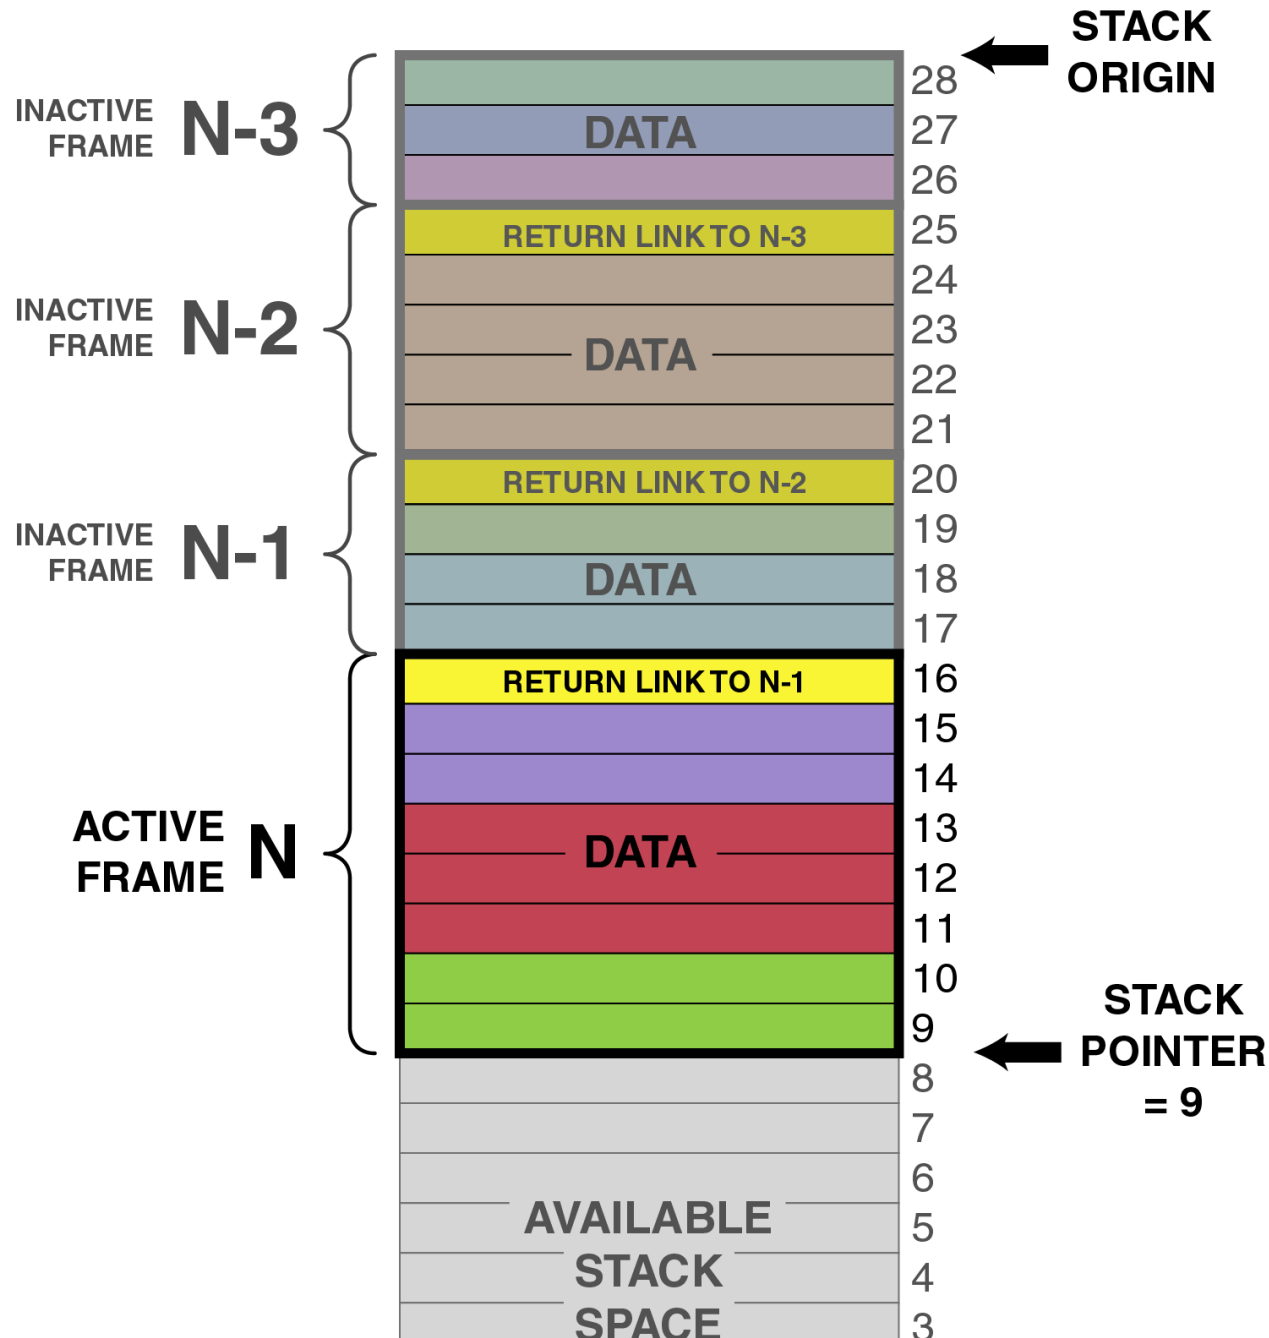 STACK
ORIGIN
28
INACTIVE
FRAME
N-3
DATA
27
26
RETURN LINK TO N-3
25
24
INACTIVE
FRAME
N-2
23
DATA
22
21
RETURN LINK TO N-2
20
19
INACTIVE
FRAME
N-1
DATA
18
17
RETURN LINK TO N-1
16
15
14
13
ACTIVE
FRAME
N
DATA
12
11
10
9
STACK
POINTER
= 9
8
7
6
AVAILABLE
5
STACK
4
SPACE
3